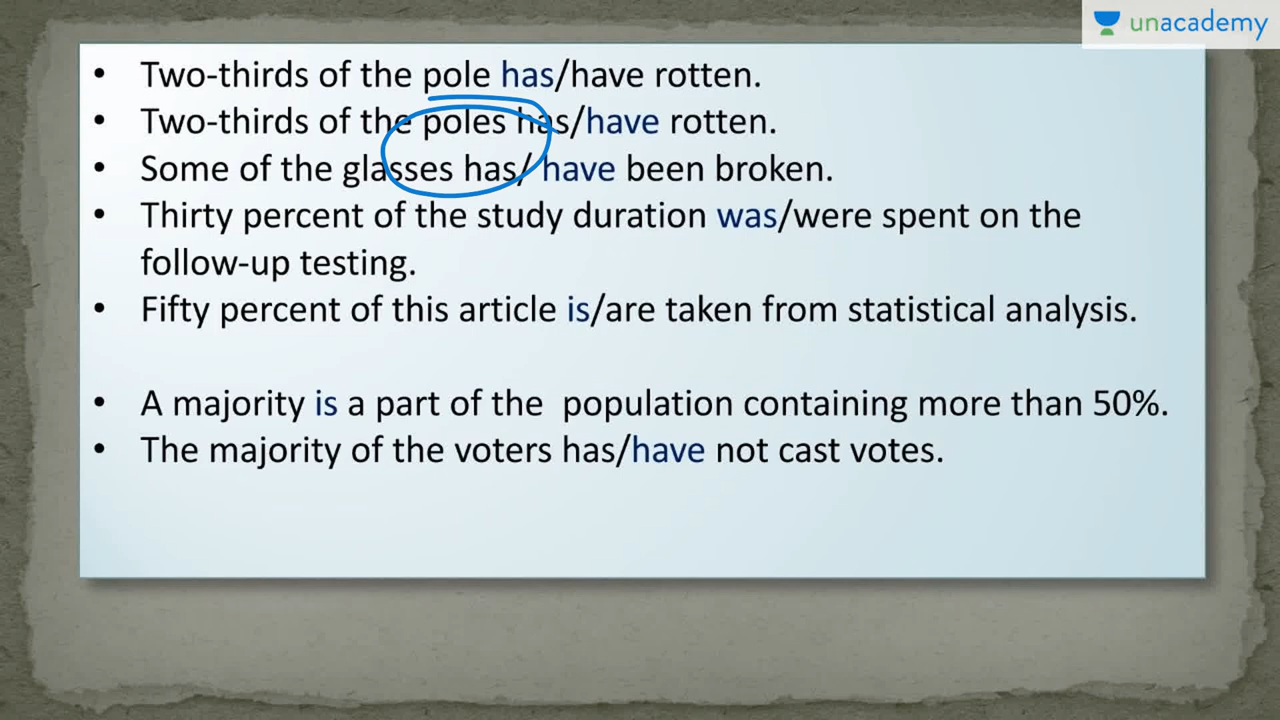 unacademy
• Two-thirds of the pole has/have rotten.
• Two-thirds of the poles has/have rotten.
• Some of the glasses has/ have been broken.
• Thirty percent of the study duration was/were spent on the
follow-up testing.
• Fifty percent of this article is/are taken from statistical analysis.
• A majority is a part of the  population containing more than 50%.
• The majority of the voters has/have not cast votes.